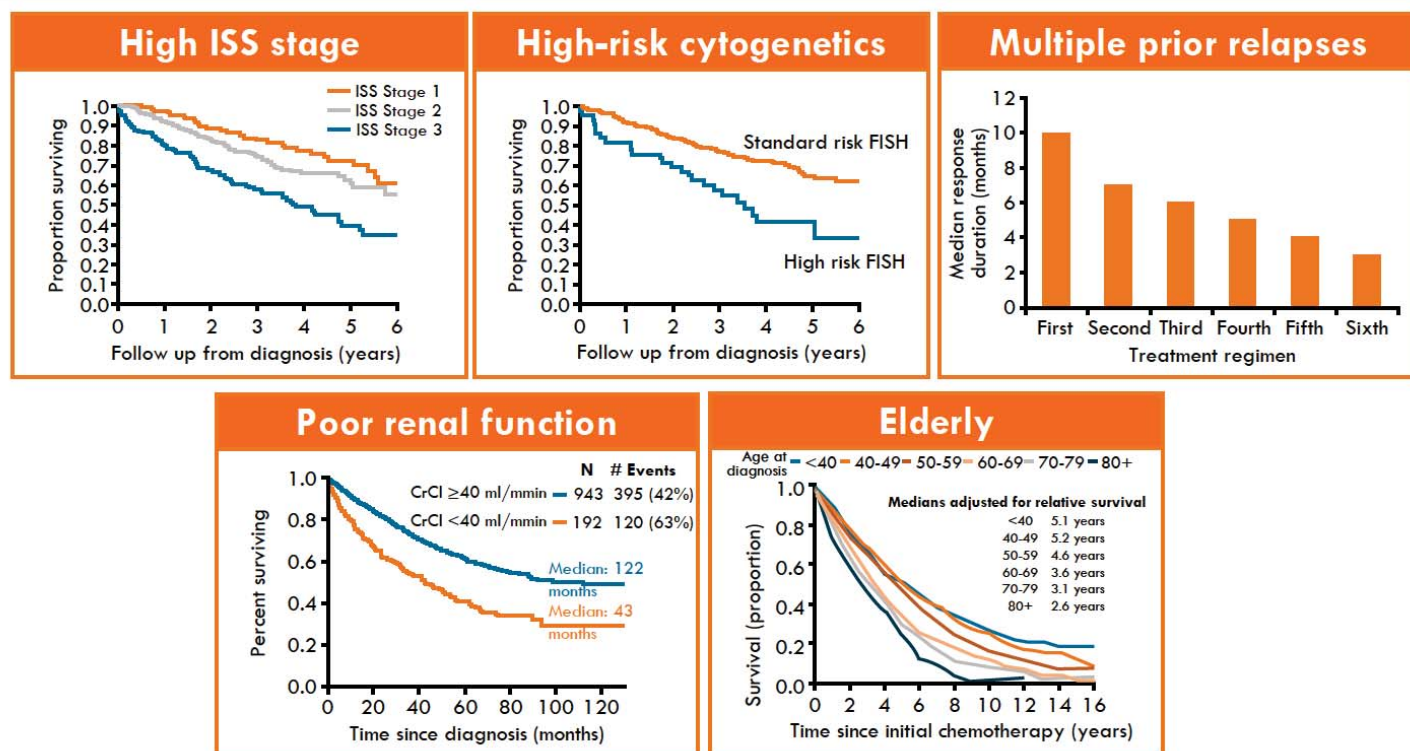 High ISS stage
ISS Stage 1
ISS Stage 2
ISS Stage 3
Proportion surviving
1.0
0.9
0.8
0.7
0.6
0.5
0.4
0.3
0.2
0.1
0.0
0 1 2 3 4 5 6
Follow up from diagnosis (years)
High-risk cytogenetics
Proportion surviving
1.0
0.9
0.8
0.7
0.6
0.5
0.4
0.3
0.2
0.1
0.0
Standard risk FISH
High risk FISH
0 1 2 3 4 5 6
Follow up from diagnosis (years)
Multiple prior relapses
Median response
duration (months)
12
10
8
6
4
2
0
First Second Third Fourth Fifth Sixth
Treatment regimen
Poor renal function
N # Events
CrCl ≥40 ml/mmin 943 395 (42%)
CrCl <40 ml/mmin 192 120 (63%)
Percent surviving
1.0
0.8
0.6
0.4
0.2
0.0
Median: 122
months
Median: 43
months
0 20 40 60 80 100 120
Time since diagnosis (months)
Elderly
Age at
diagnosis
<40 40-49 50-59 60-69 70-79 80+
Survival (proportion)
1.0
0.8
0.6
0.4
0.2
0.0
Medians adjusted for relative survival
<40 5.1 years
40-49 5.2 years
50-59 4.6 years
60-69 3.6 years
70-79 3.1 years
80+ 2.6 years
0 2 4 6 8 10 12 14 16
Time since initial chemotherapy (years)